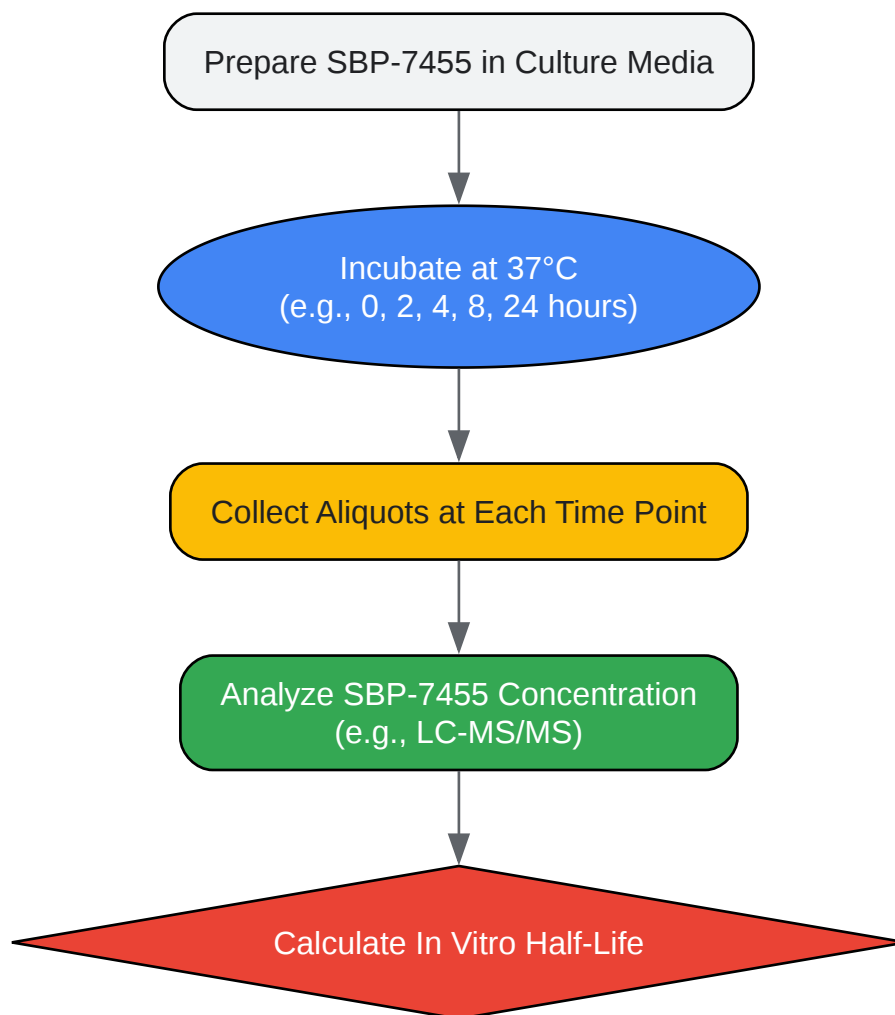 Prepare SBP-7455 in Culture Media
Incubate at 37°C
(e.g., 0, 2, 4, 8, 24 hours)
Collect Aliquots at Each Time Point
Analyze SBP-7455 Concentration
(e.g., LC-MS/MS)
Calculate In Vitro Half-Life